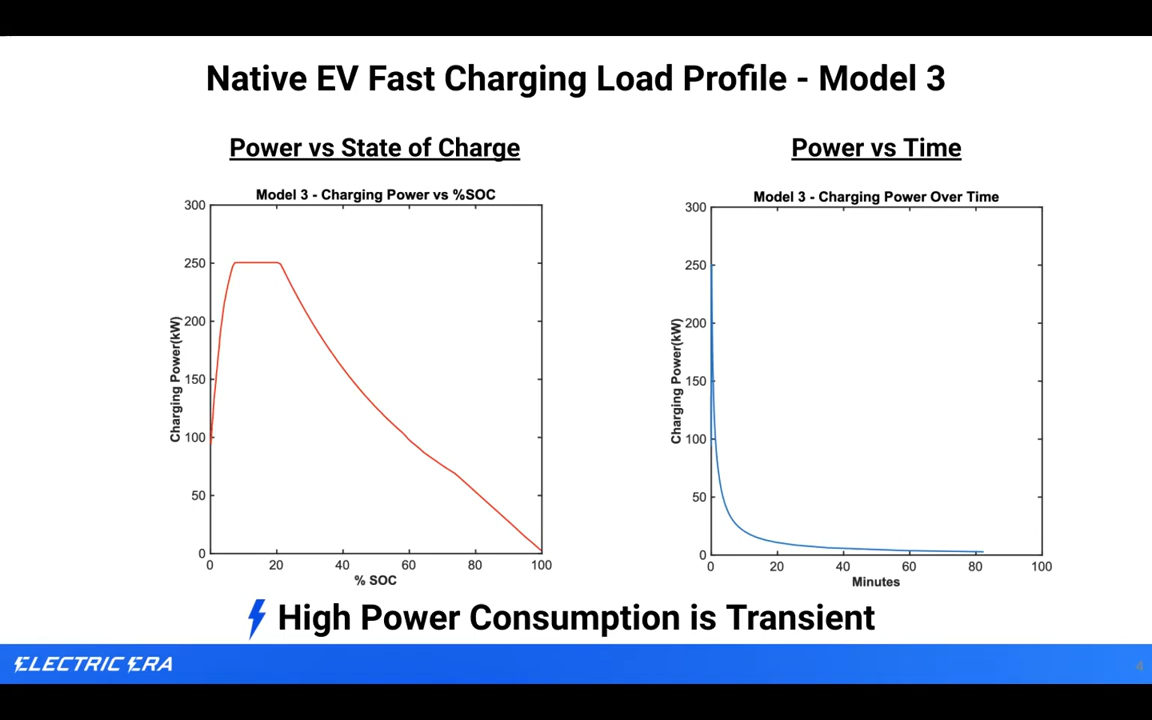 Native EV Fast Charging Load Profile - Model 3
Power vs State of Charge
Model 3 - Charging Power vs %SOC
Charging Power(kW)
300
250
200
150
100
50
0
0 20 40 60 80 100
% SOC
Power vs Time
Model 3 - Charging Power Over Time
Charging Power(kW)
300
250
200
150
100
50
0
0 20 40 60 80 100
Minutes
High Power Consumption is Transient
ELECTRIC ERA
4